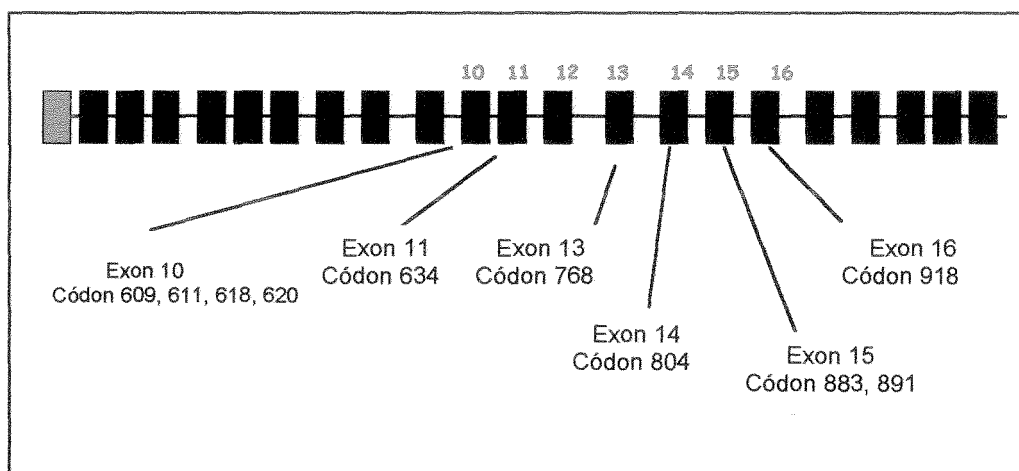 10 11 12 13 14 15 16
Exon 10
Códon 609, 611, 618, 620
Exon 11
Códon 634
Exon 13
Códon 768
Exon 14
Códon 804
Exon 15
Códon 883, 891
Exon 16
Códon 918